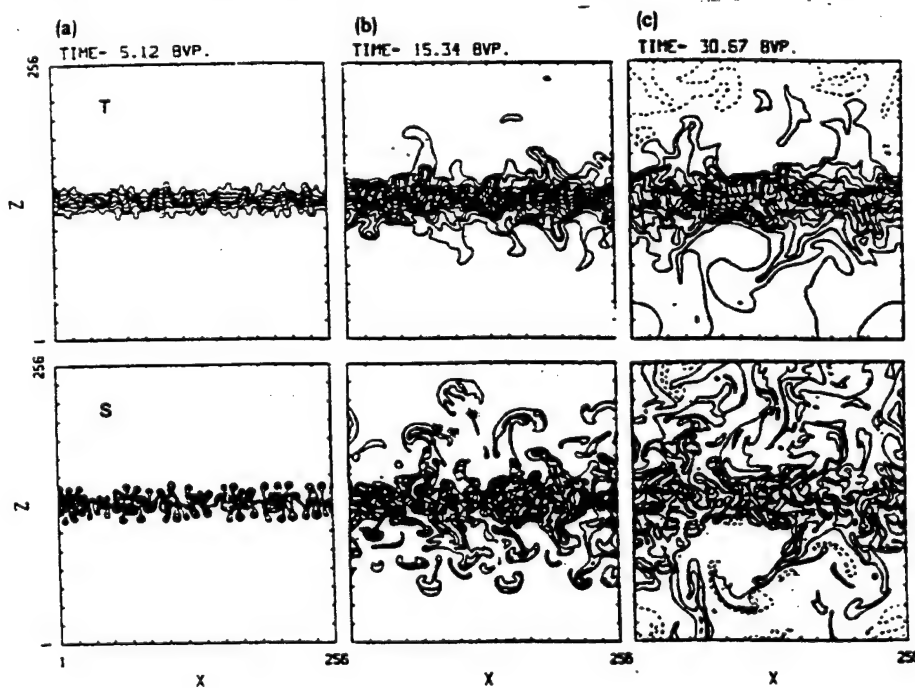 (a)
TIME- 5.12 BVP.
(b)
TIME- 15.34 BVP.
(c)
TIME- 30.67 BVP.
256
T
Z
1
256
S
Z
1
1
256
X
256
X
256
X